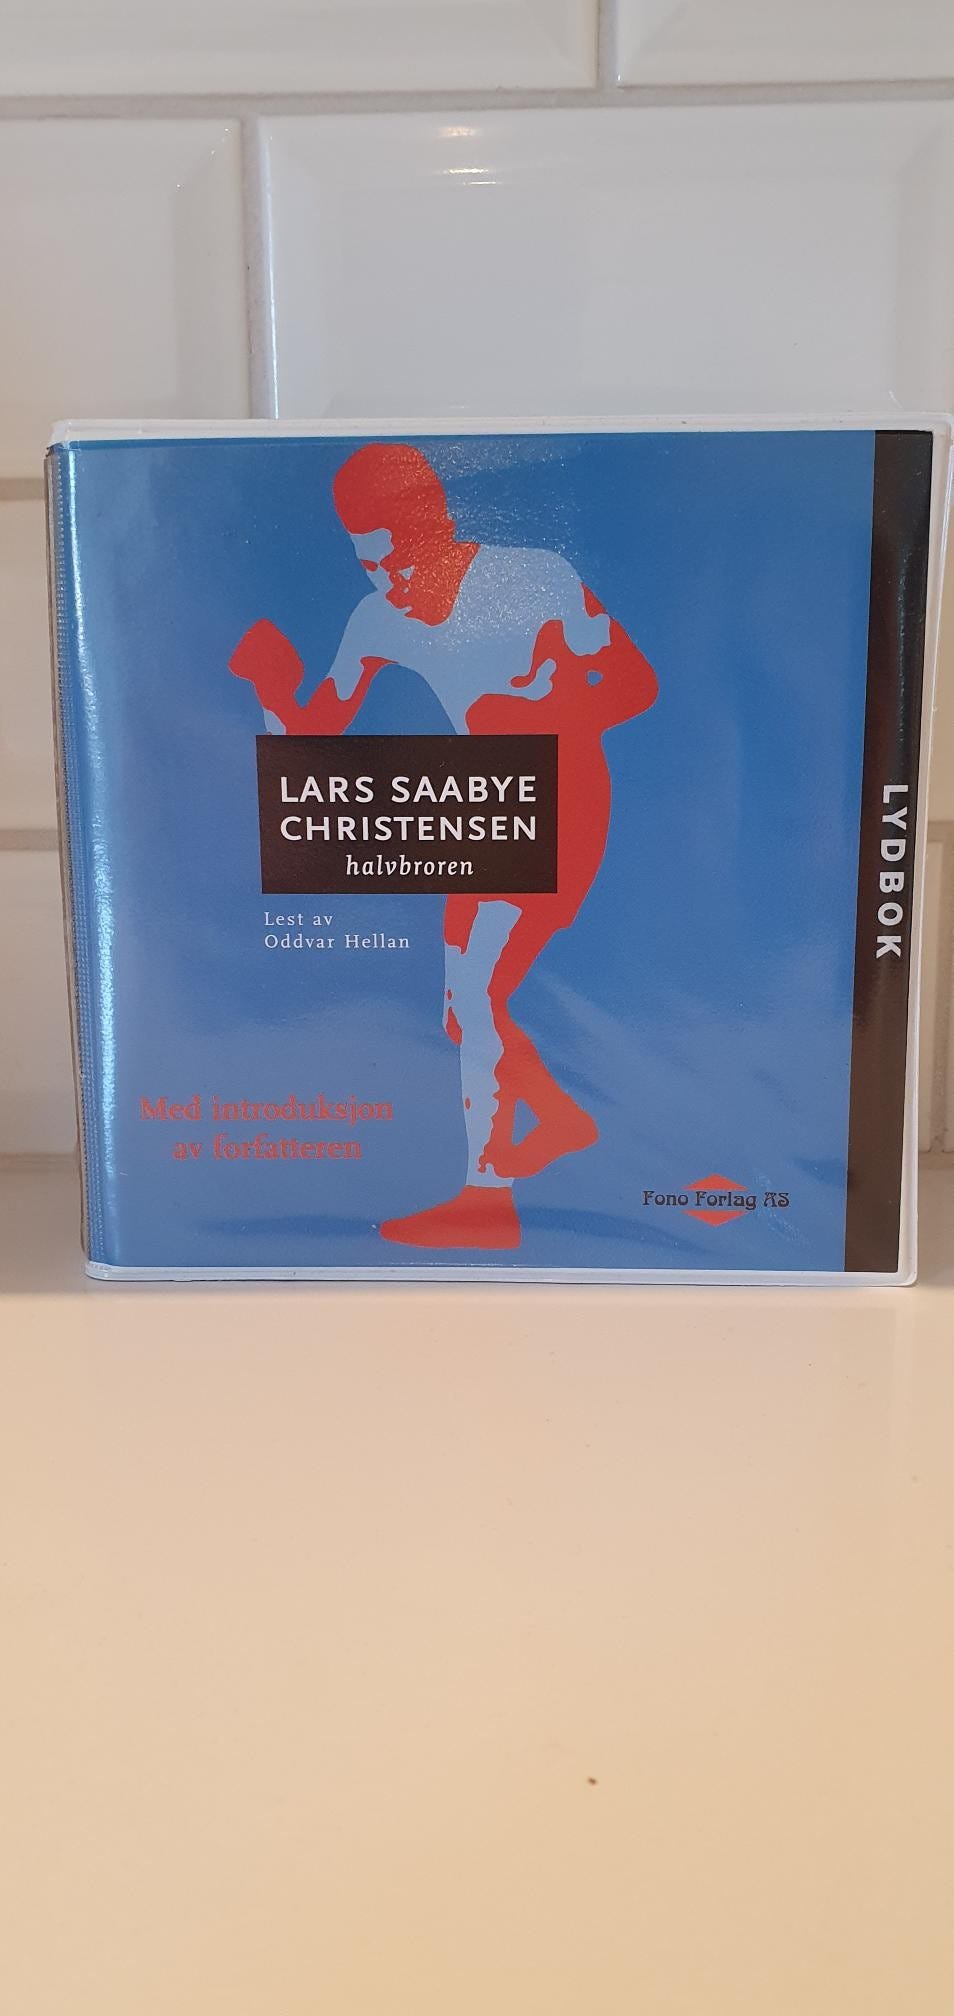 LARS SAABYE
CHRISTENSEN
halvbroren
Lest av
Oddvar Hellan
Med introduksjon
av forfatteren
Fono Forlag AS
LYDBOK